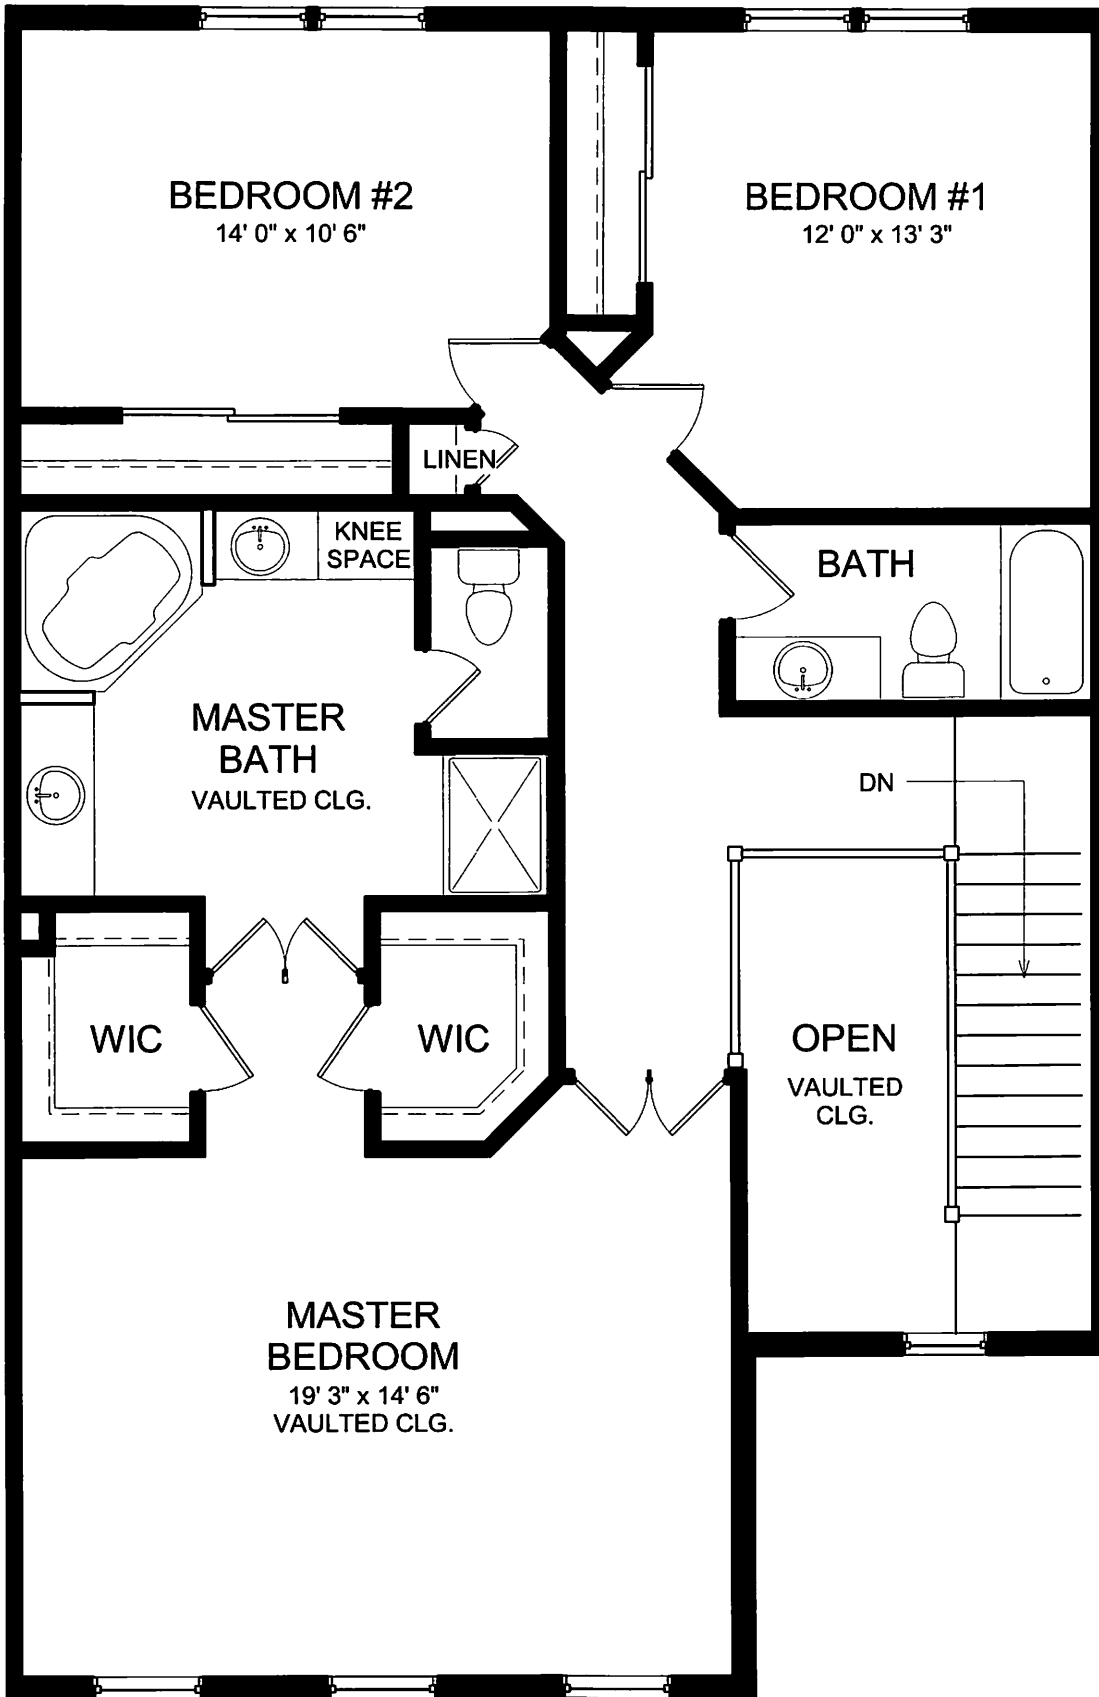 BEDROOM #2
14' 0" x 10' 6"
BEDROOM #1
12' 0" x 13' 3"
LINEN
KNEE
SPACE
BATH
MASTER
BATH
VAULTED CLG.
DN
WIC
WIC
OPEN
VAULTED
CLG.
MASTER
BEDROOM
19' 3" x 14' 6"
VAULTED CLG.